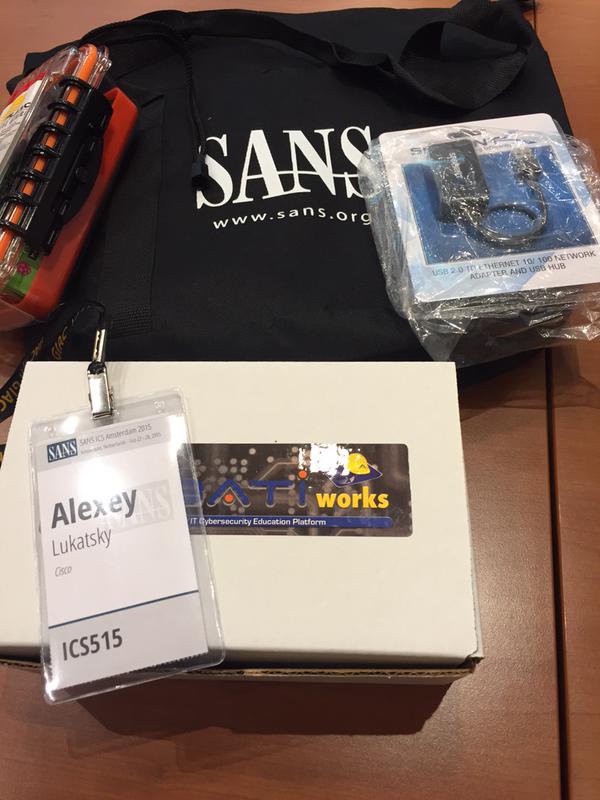 SANS
www.sans.org
USB 2.0 TO ETHERNET 10/ 100 NETWORK
ADAPTER AND USB HUB
GIAC
SANS
SANS ICS Amsterdam 2015
Alexey
Lukatsky
Cisco
ICS515
works
IT Cybersecurity Education Platform